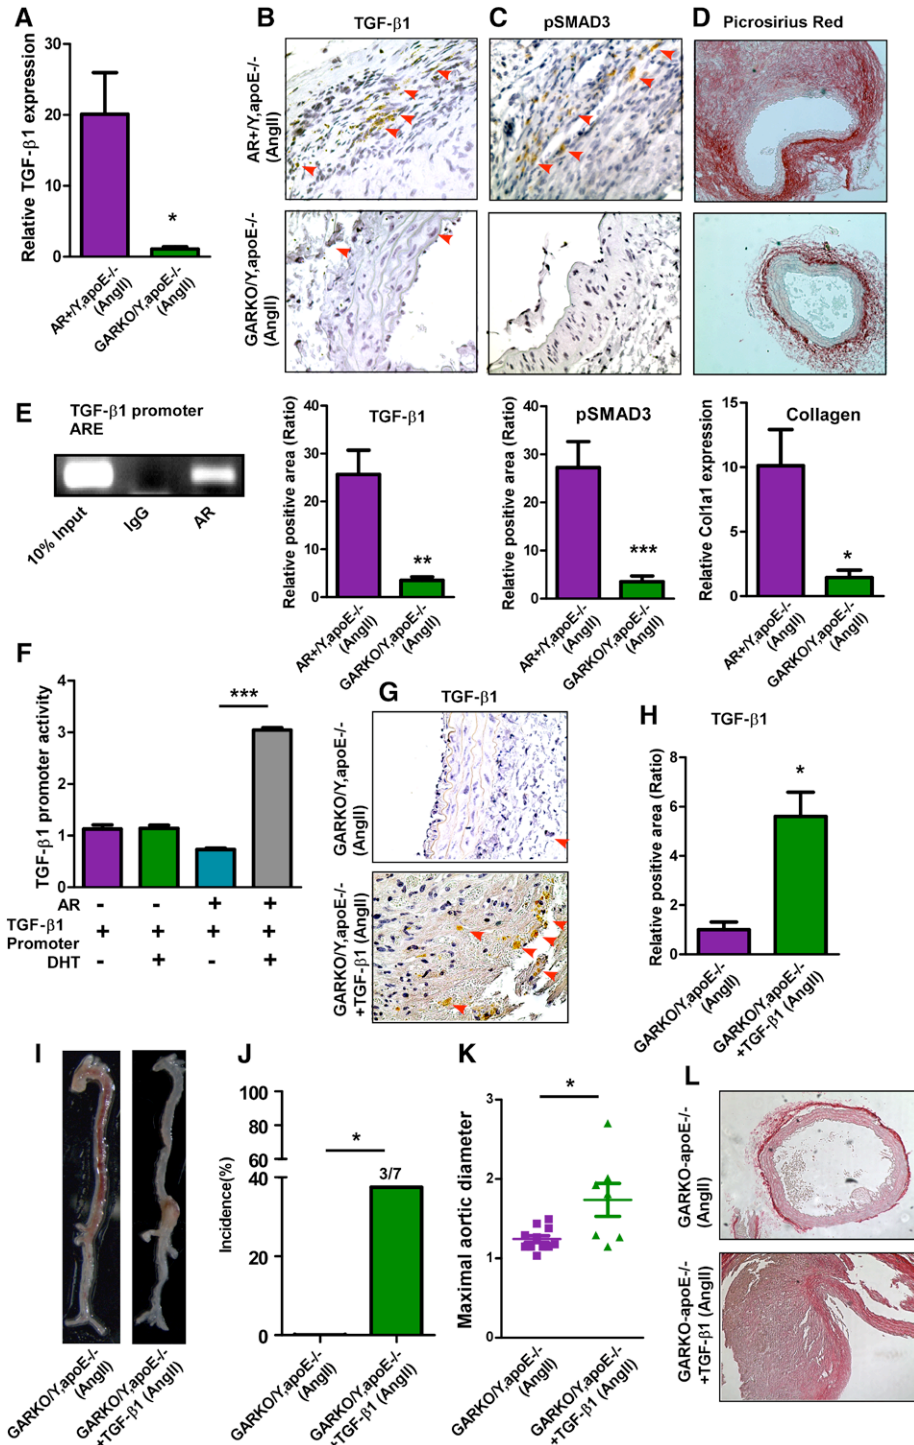 A
Relative TGF-β1 expression
30
20
10
0
*
AR+/Y,apoE-/-
(AngII)
GARKO/Y,apoE-/-
(AngII)
B
TGF-β1
AR+/Y,apoE-/-
(AngII)
GARKO/Y,apoE-/-
(AngII)
Relative positive area (Ratio)
40
30
20
10
0
TGF-β1
**
AR+/Y,apoE-/-
(AngII)
GARKO/Y,apoE-/-
(AngII)
C
pSMAD3
Relative positive area (Ratio)
40
30
20
10
0
pSMAD3
***
AR+/Y,apoE-/-
(AngII)
GARKO/Y,apoE-/-
(AngII)
D
Picrosirius Red
Relative Col1a1 expression
15
10
5
0
Collagen
*
AR+/Y,apoE-/-
(AngII)
GARKO/Y,apoE-/-
(AngII)
E
TGF-β1 promoter
ARE
10% Input
IgG
AR
F
TGF-β1 promoter activity
4
3
2
1
0
***
AR - - + +
TGF-β1
Promoter + + + +
DHT - + - +
G
TGF-β1
GARKO/Y,apoE-/-
(AngII)
GARKO/Y,apoE-/-
+TGF-β1 (AngII)
H
TGF-β1
Relative positive area (Ratio)
8
6
4
2
0
*
GARKO/Y,apoE-/-
(AngII)
GARKO/Y,apoE-/-
+TGF-β1 (AngII)
I
GARKO/Y,apoE-/-
(AngII)
GARKO/Y,apoE-/-
+TGF-β1 (AngII)
J
Incidence(%)
100
80
60
40
20
0
*
3/7
GARKO/Y,apoE-/-
(AngII)
GARKO/Y,apoE-/-
+TGF-β1 (AngII)
K
Maximal aortic diameter
3
2
1
0
*
GARKO/Y,apoE-/-
(AngII)
GARKO/Y,apoE-/-
+TGF-β1 (AngII)
L
GARKO-apoE-/-
(AngII)
GARKO-apoE-/-
+TGF-β1 (AngII)